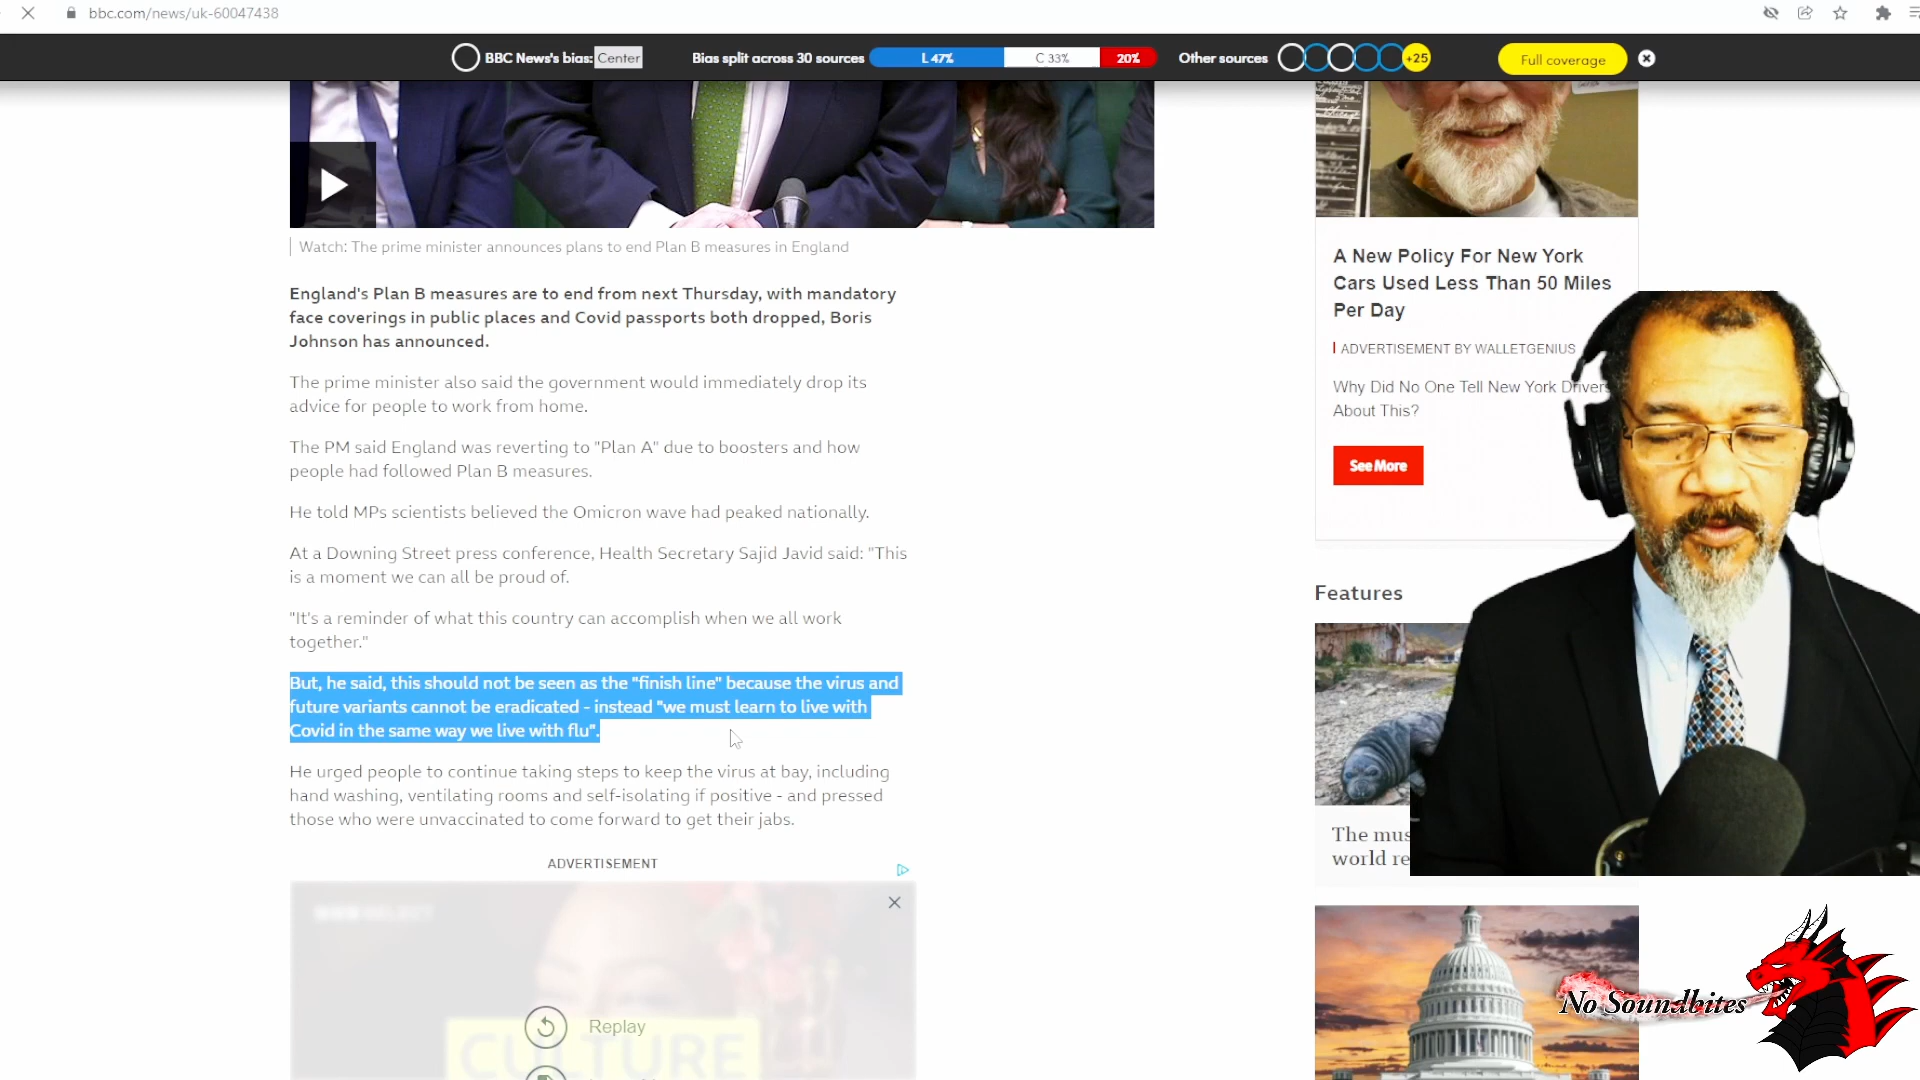 bbc.com/news/uk-60047438
BBC News's bias: Center
Bias split across 30 sources
L 47%
C 33%
20%
Other sources
+25
Full coverage
Watch: The prime minister announces plans to end Plan B measures in England
England's Plan B measures are to end from next Thursday, with mandatory
face coverings in public places and Covid passports both dropped, Boris
Johnson has announced.
The prime minister also said the government would immediately drop its
advice for people to work from home.
The PM said England was reverting to "Plan A" due to boosters and how
people had followed Plan B measures.
He told MPs scientists believed the Omicron wave had peaked nationally.
At a Downing Street press conference, Health Secretary Sajid Javid said: "This
is a moment we can all be proud of.
"It's a reminder of what this country can accomplish when we all work
together."
But, he said, this should not be seen as the "finish line" because the virus and
future variants cannot be eradicated - instead "we must learn to live with
Covid in the same way we live with flu".
He urged people to continue taking steps to keep the virus at bay, including
hand washing, ventilating rooms and self-isolating if positive - and pressed
those who were unvaccinated to come forward to get their jabs.
ADVERTISEMENT
Replay
CULTURE
A New Policy For New York
Cars Used Less Than 50 Miles
Per Day
ADVERTISEMENT BY WALLETGENIUS
Why Did No One Tell New York Drivers
About This?
See More
Features
The mus
world re
No Soundbites